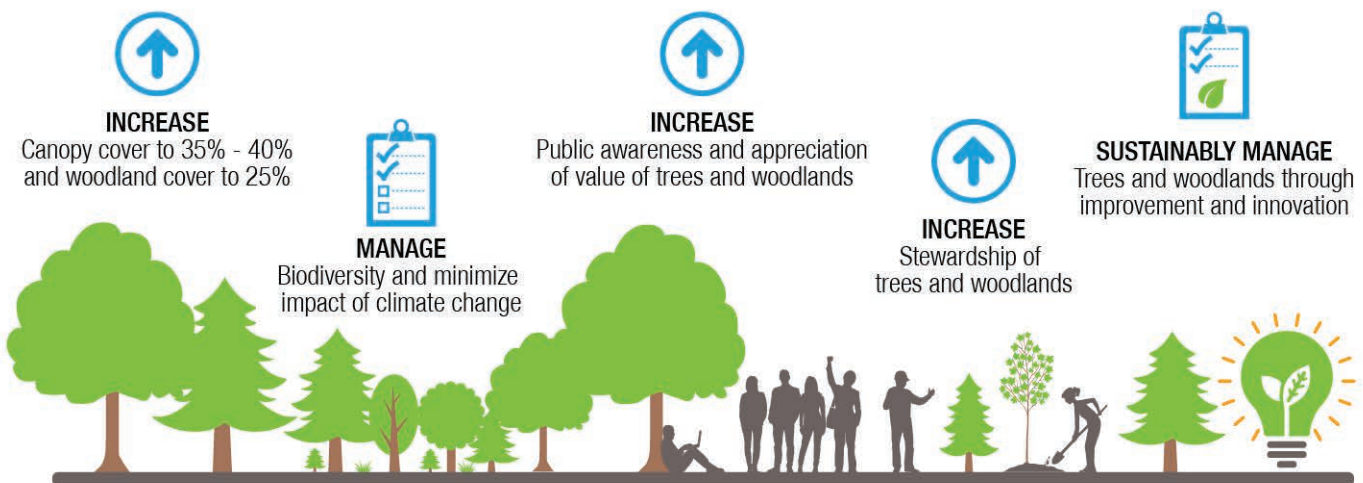 INCREASE
Canopy cover to 35% - 40%
and woodland cover to 25%
MANAGE
Biodiversity and minimize
impact of climate change
INCREASE
Public awareness and appreciation
of value of trees and woodlands
INCREASE
Stewardship of
trees and woodlands
SUSTAINABLY MANAGE
Trees and woodlands through
improvement and innovation